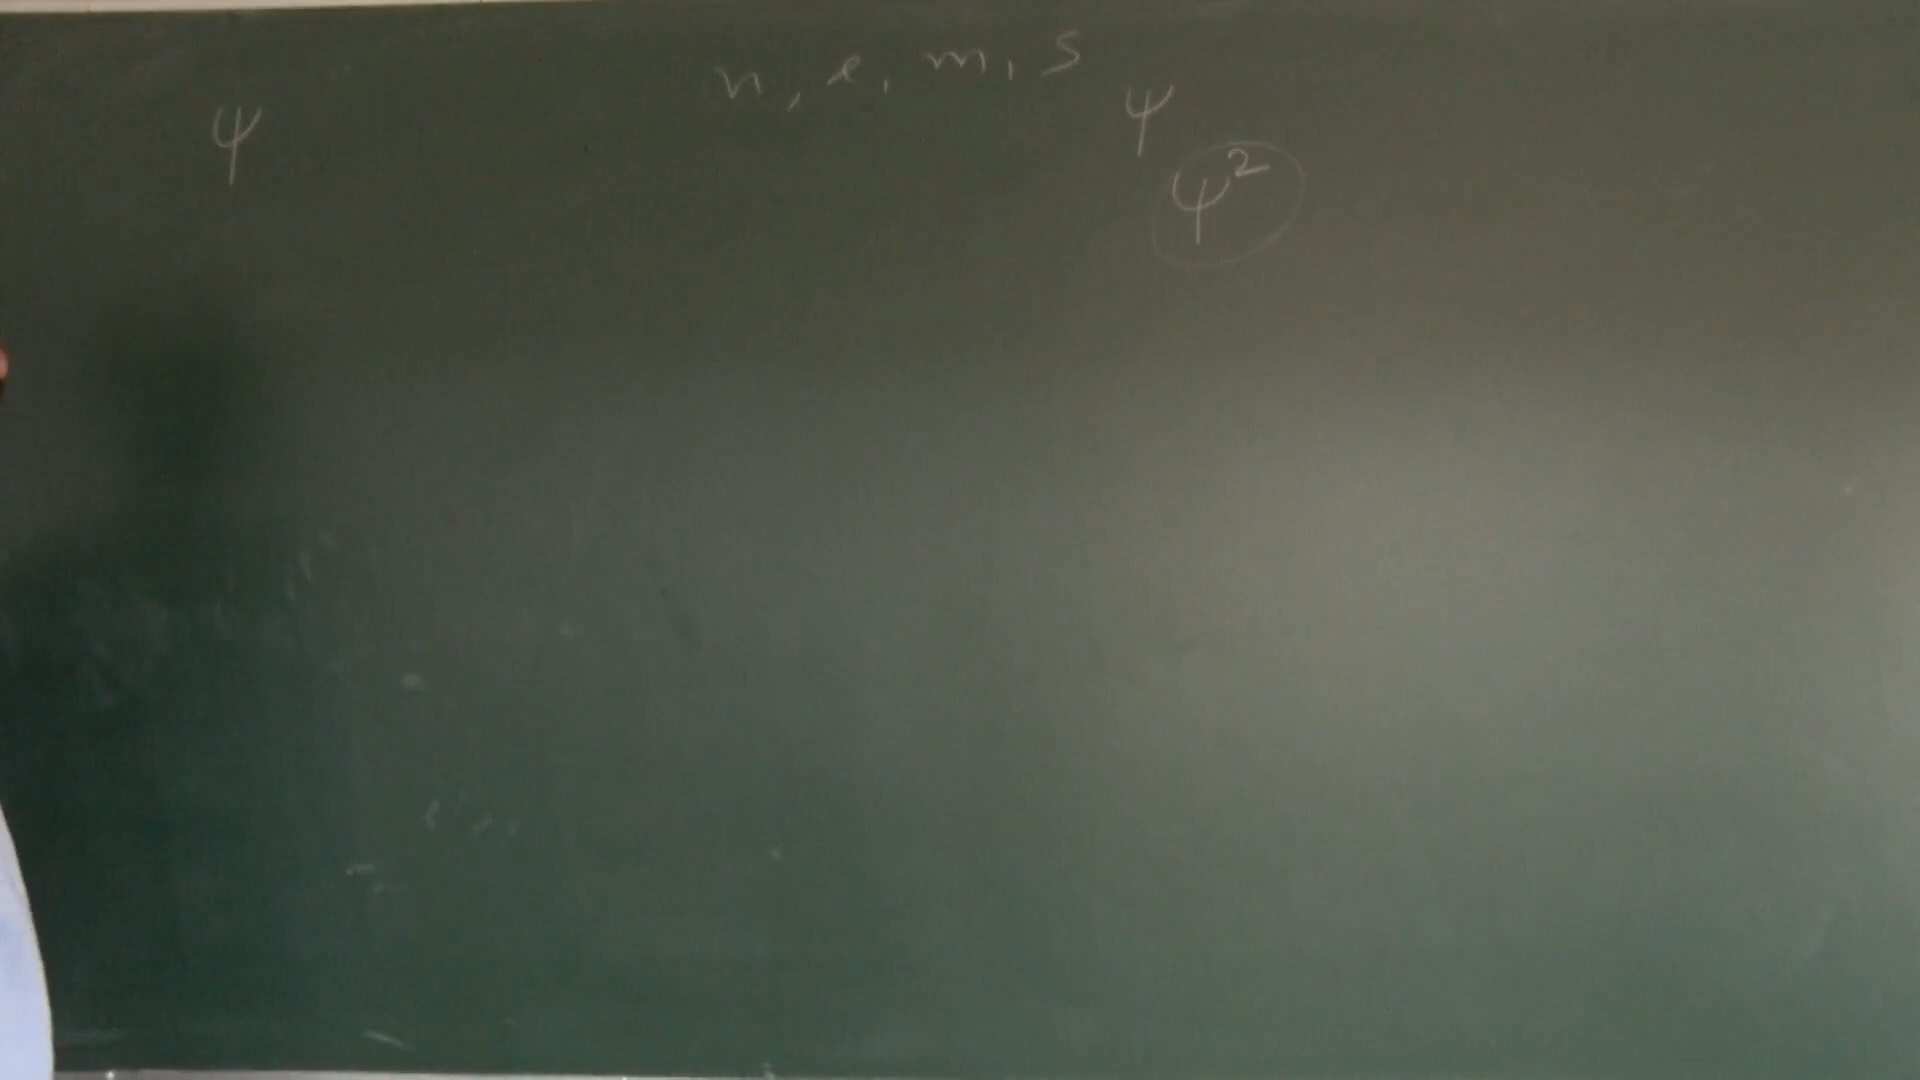 n, l, m, s
ψ
ψ
ψ²